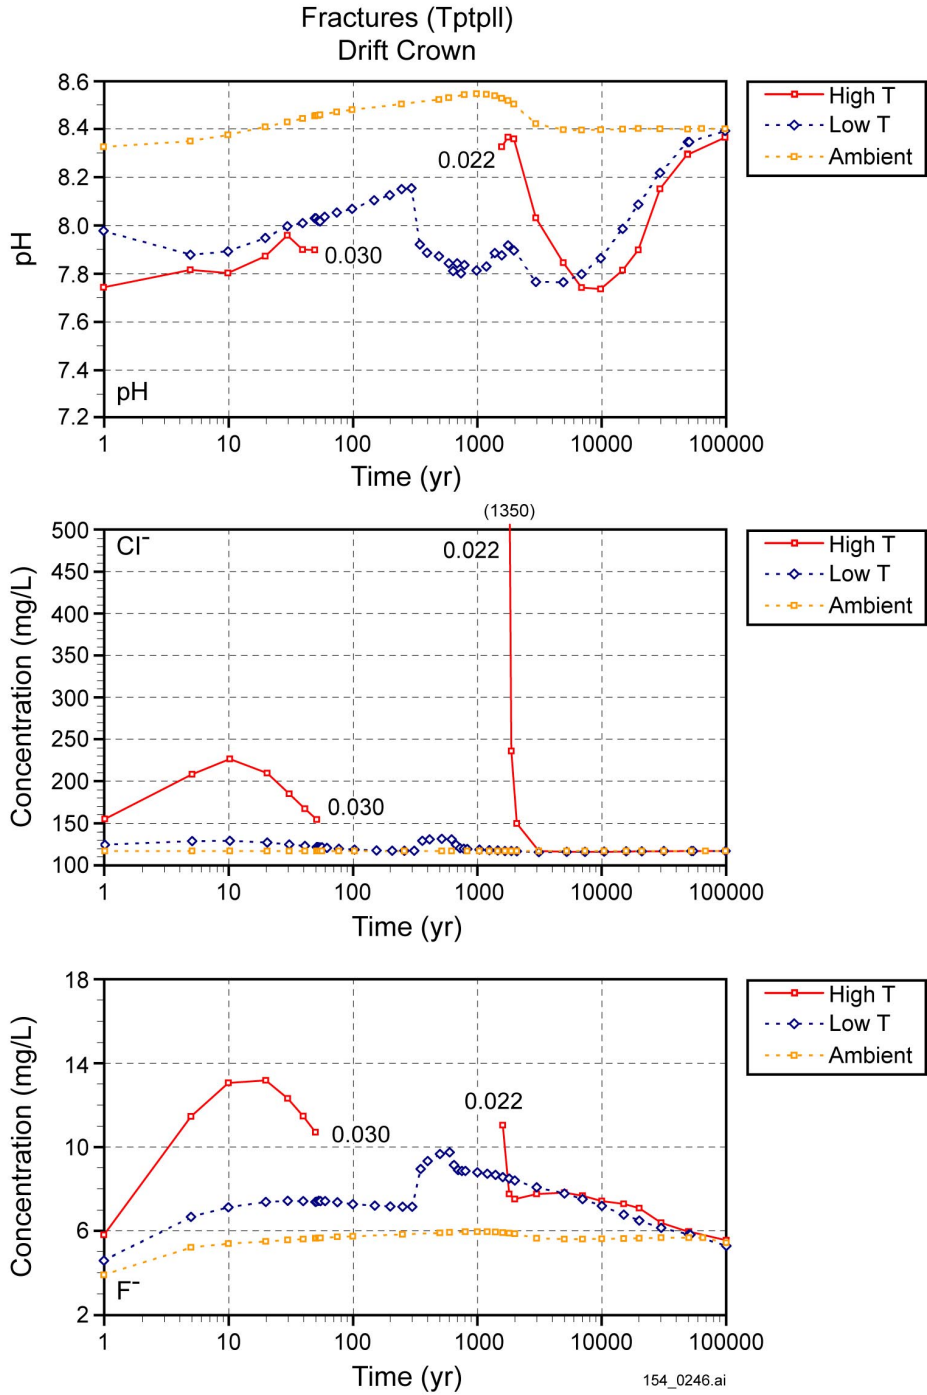 Fractures (Tptpll)
Drift Crown
8.6
8.4
8.2
8.0
7.8
7.6
7.4
7.2
pH
0.022
0.030
pH
1
10
100
1000
10000
100000
Time (yr)
High T
Low T
Ambient
(1350)
500
450
400
350
300
250
200
150
100
Concentration (mg/L)
Cl⁻
0.022
0.030
1
10
100
1000
10000
100000
Time (yr)
High T
Low T
Ambient
18
14
10
6
2
Concentration (mg/L)
0.022
0.030
F⁻
1
10
100
1000
10000
100000
Time (yr)
High T
Low T
Ambient
154_0246.ai